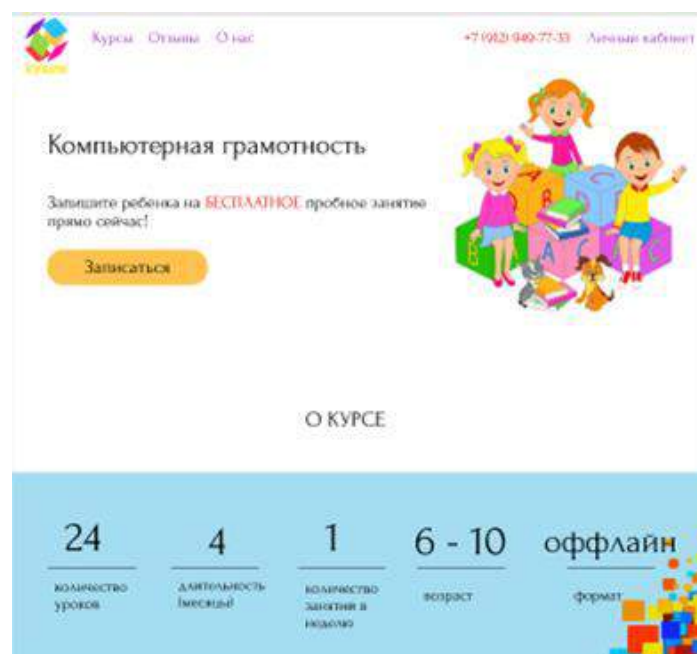 Курсы Отзывы О нас +7 (912) 949-77-33 Личный кабинет
Компьютерная грамотность
Запишите ребенка на БЕСПЛАТНОЕ пробное занятие
прямо сейчас!
Записаться
О КУРСЕ
24 4 1 6 - 10 оффлайн
количество длительность количество возраст формат
уроков (месяцы) занятий в
неделю